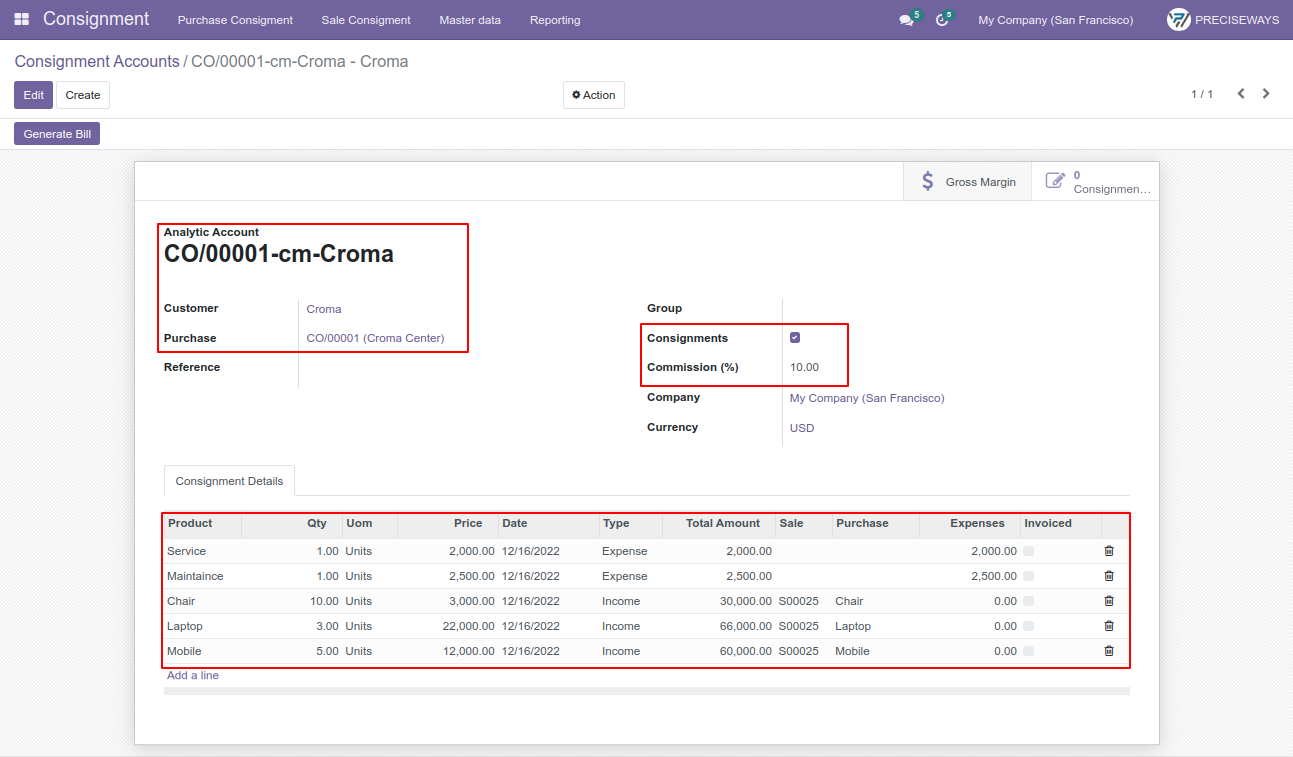 Consignment Purchase Consigment Sale Consigment Master data Reporting 5 5 My Company (San Francisco) PRECISEWAYS
Consignment Accounts / CO/00001-cm-Croma - Croma
Edit Create Action 1 / 1
Generate Bill
Gross Margin 0 Consignmen…
Analytic Account
CO/00001-cm-Croma
Customer Croma Group
Purchase CO/00001 (Croma Center) Consignments
Reference Commission (%) 10.00
Company My Company (San Francisco)
Currency USD
Consignment Details
Product Qty Uom Price Date Type Total Amount Sale Purchase Expenses Invoiced
Service 1.00 Units 2,000.00 12/16/2022 Expense 2,000.00 2,000.00
Maintaince 1.00 Units 2,500.00 12/16/2022 Expense 2,500.00 2,500.00
Chair 10.00 Units 3,000.00 12/16/2022 Income 30,000.00 S00025 Chair 0.00
Laptop 3.00 Units 22,000.00 12/16/2022 Income 66,000.00 S00025 Laptop 0.00
Mobile 5.00 Units 12,000.00 12/16/2022 Income 60,000.00 S00025 Mobile 0.00
Add a line